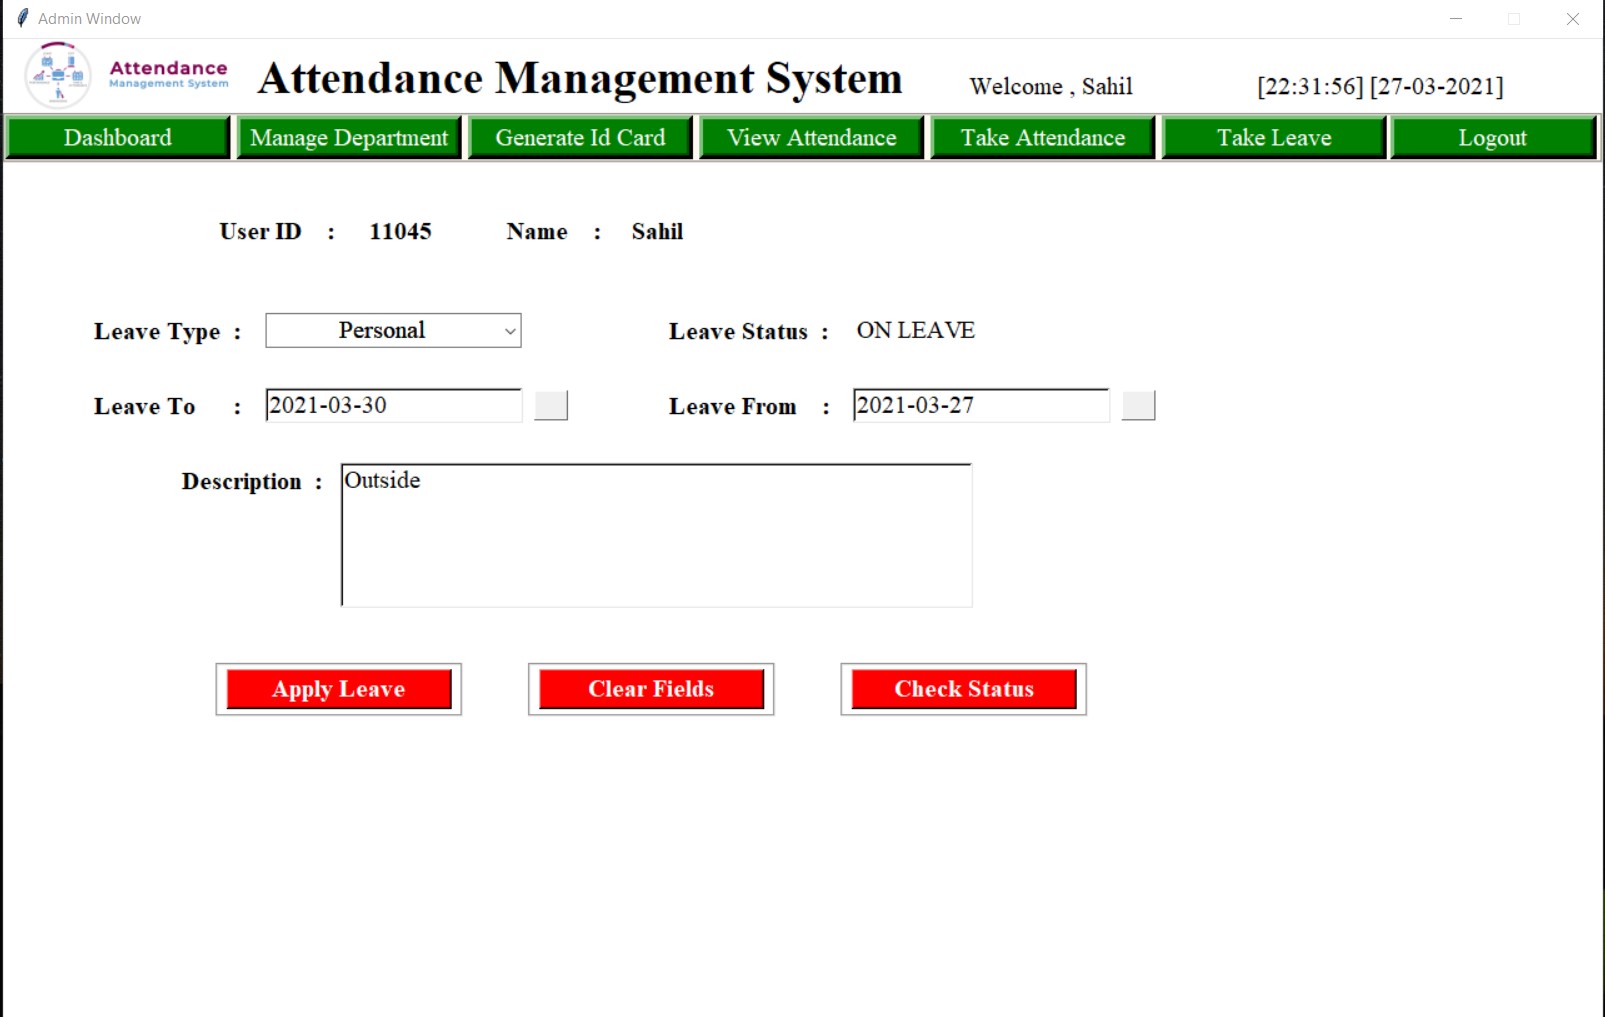 Admin Window
Attendance
Management System
Attendance Management System
Welcome , Sahil
[22:31:56] [27-03-2021]
Dashboard Manage Department Generate Id Card View Attendance Take Attendance Take Leave Logout
User ID : 11045 Name : Sahil
Leave Type : Personal Leave Status : ON LEAVE
Leave To : 2021-03-30 Leave From : 2021-03-27
Description : Outside
Apply Leave Clear Fields Check Status